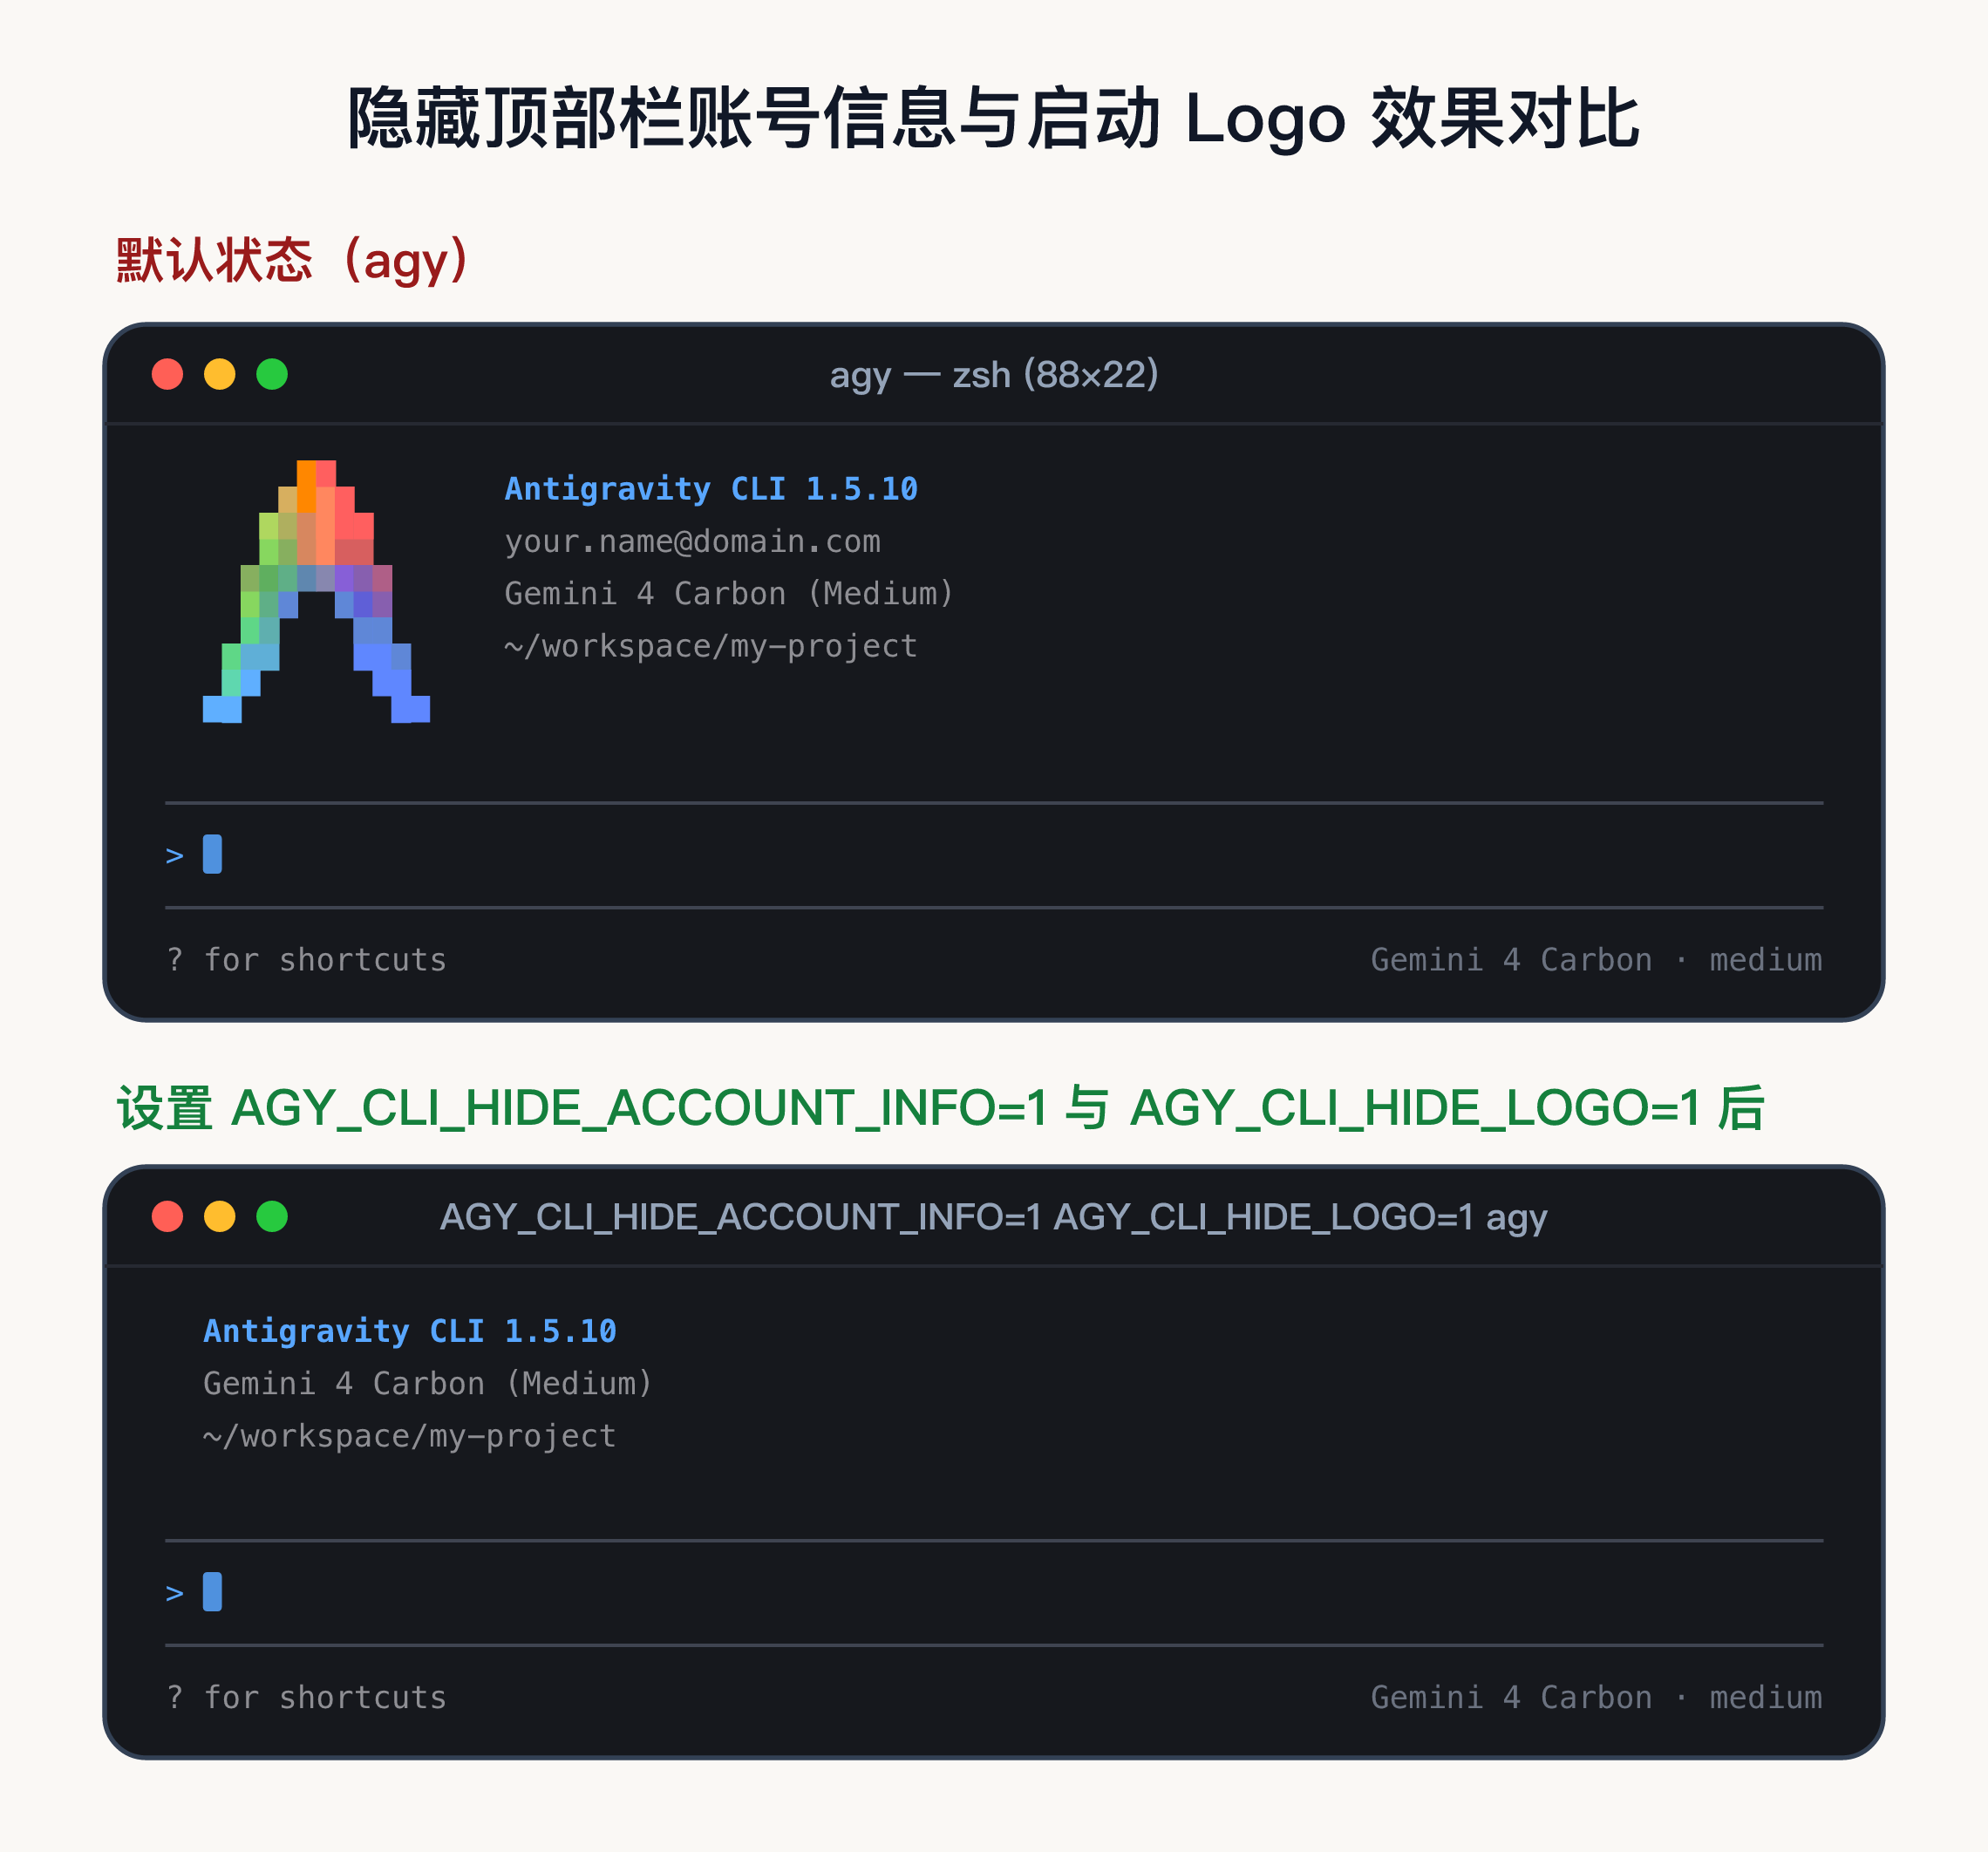 隐藏顶部栏账号信息与启动 Logo 效果对比
默认状态（agy）
agy — zsh (88×22)
Antigravity CLI 1.5.10
your.name@domain.com
Gemini 4 Carbon (Medium)
~/workspace/my-project
>
? for shortcuts
Gemini 4 Carbon · medium
设置 AGY_CLI_HIDE_ACCOUNT_INFO=1 与 AGY_CLI_HIDE_LOGO=1 后
AGY_CLI_HIDE_ACCOUNT_INFO=1 AGY_CLI_HIDE_LOGO=1 agy
Antigravity CLI 1.5.10
Gemini 4 Carbon (Medium)
~/workspace/my-project
>
? for shortcuts
Gemini 4 Carbon · medium